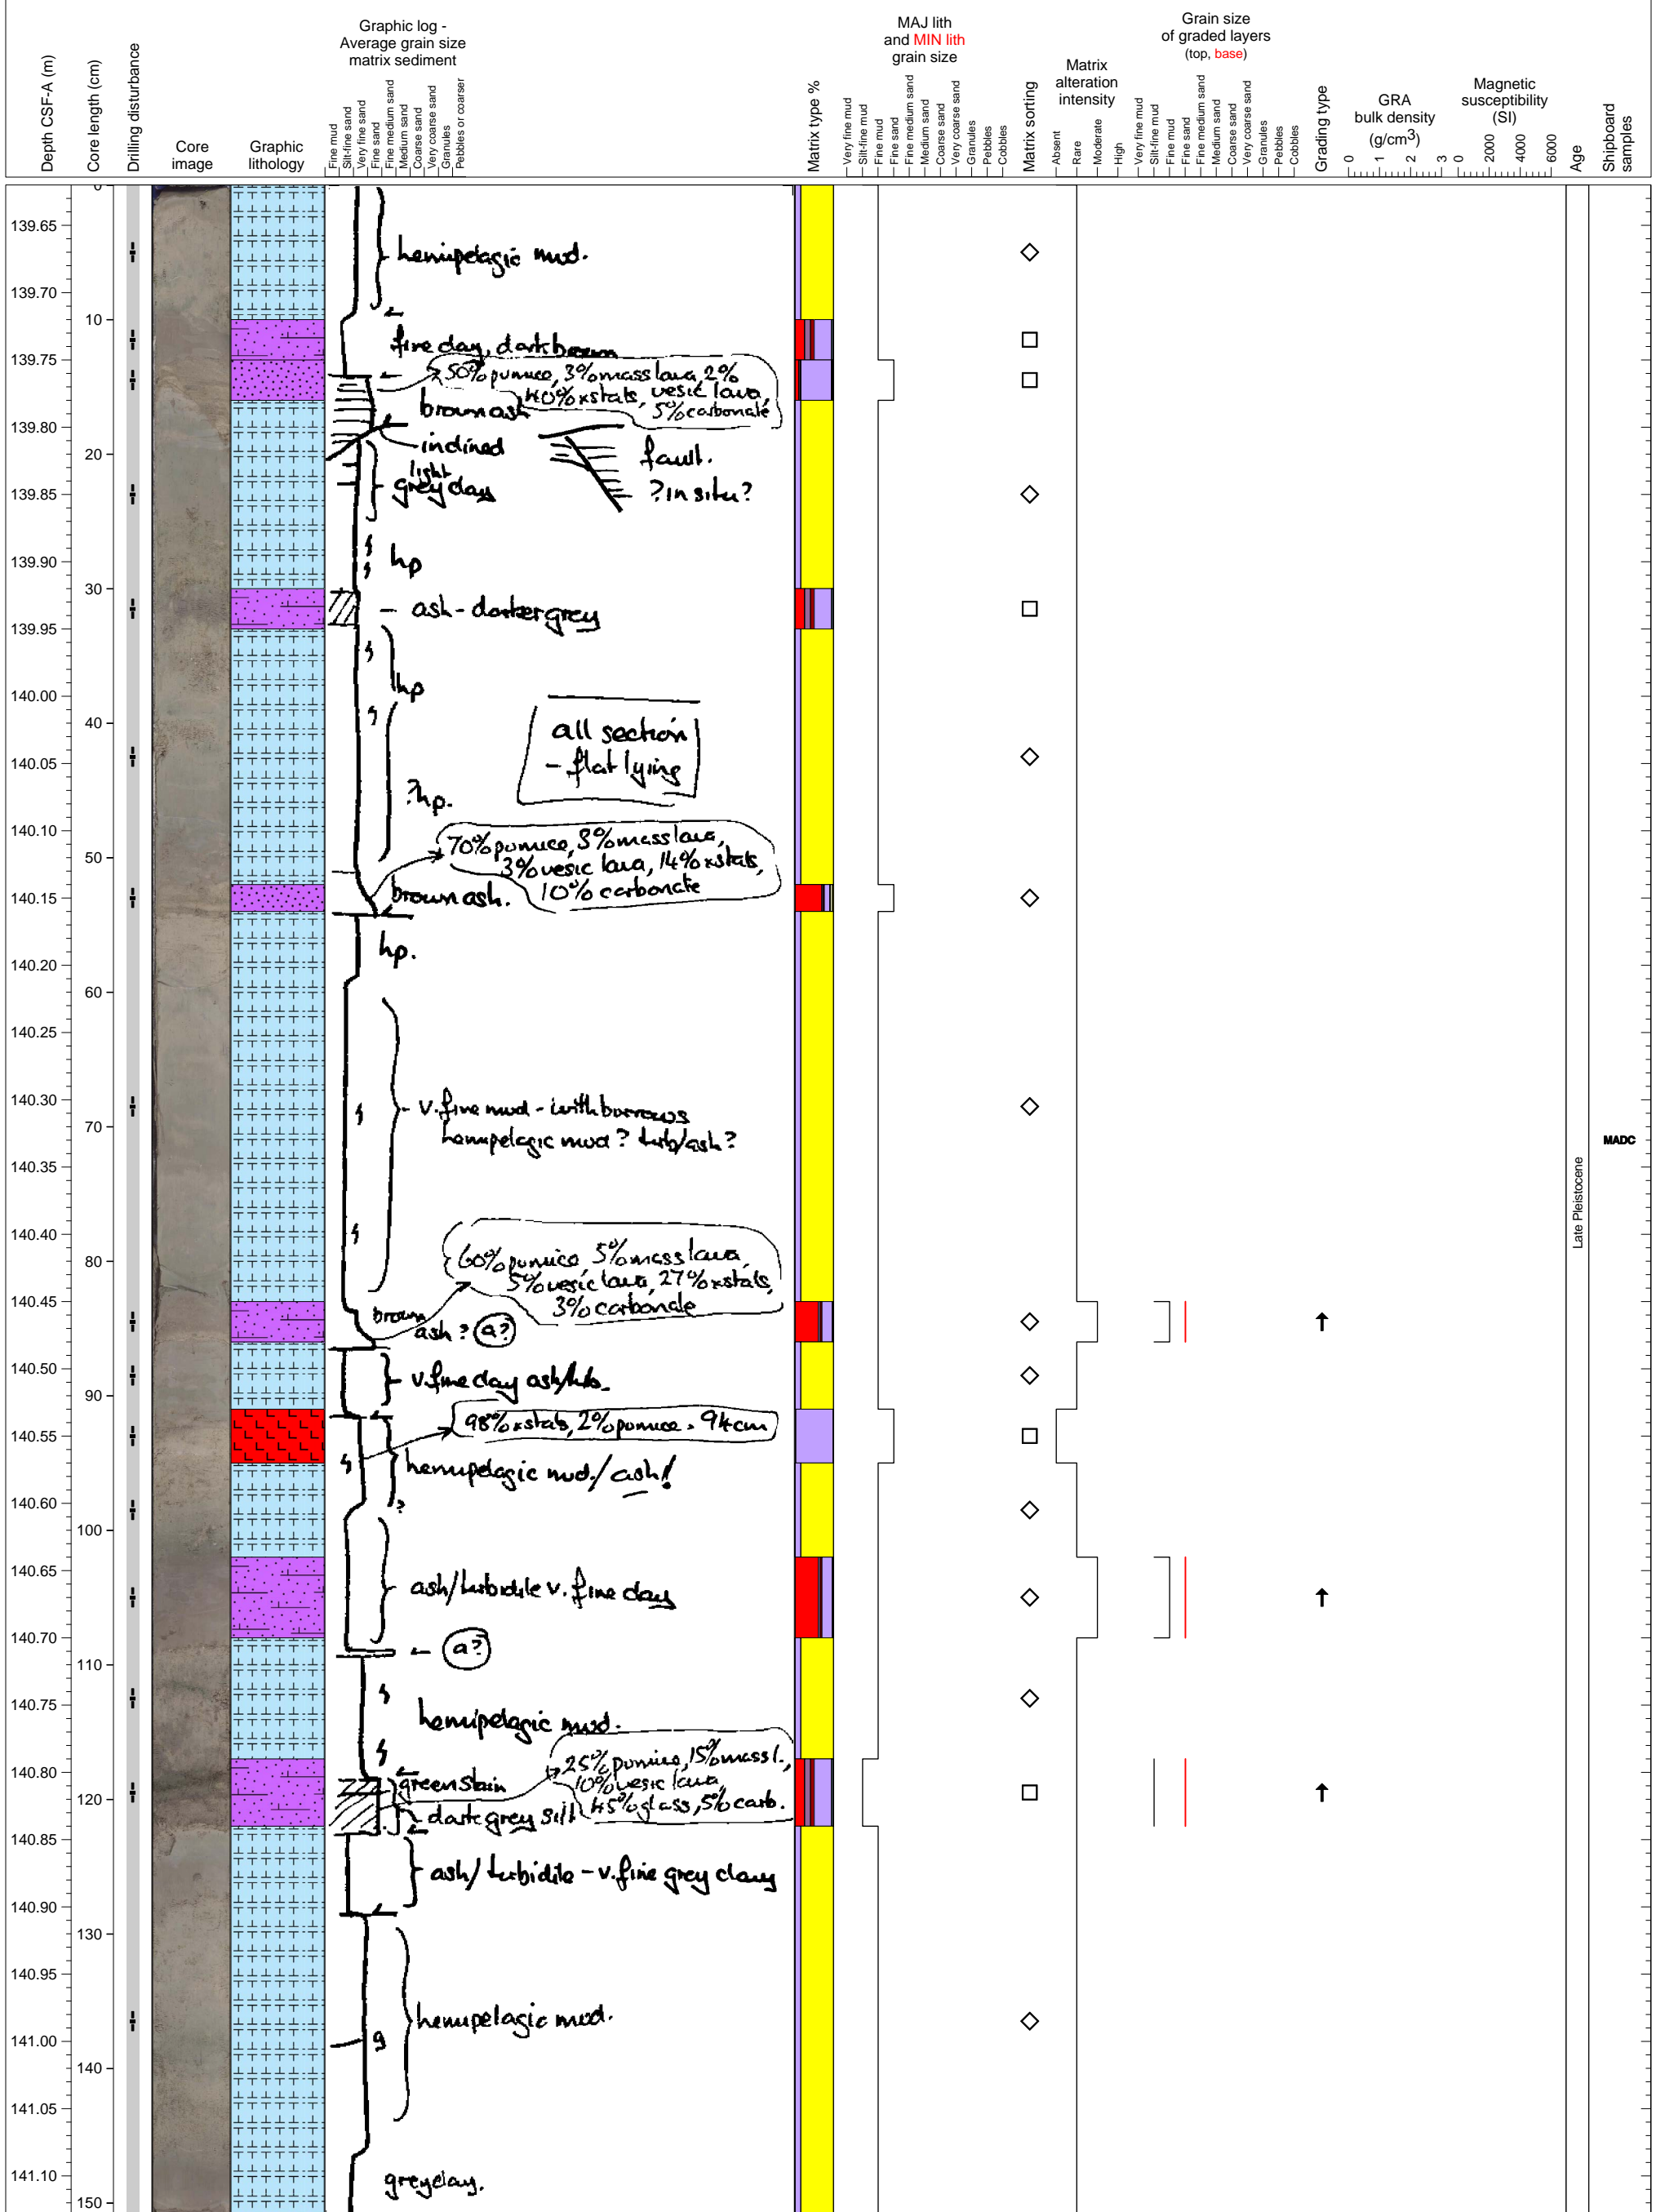 Depth CSF-A (m)
Core length (cm)
Drilling disturbance
Core
image
Graphic
lithology
Graphic log -
Average grain size
matrix sediment
Fine mud
Silt-fine sand
Very fine sand
Fine sand
Fine medium sand
Medium sand
Coarse sand
Very coarse sand
Granules
Pebbles or coarser
Matrix type %
MAJ lith
and MIN lith
grain size
Very fine mud
Silt-fine mud
Fine mud
Fine sand
Fine medium sand
Medium sand
Coarse sand
Very coarse sand
Granules
Pebbles
Cobbles
Matrix sorting
Matrix
alteration
intensity
Absent
Rare
Moderate
High
Grain size
of graded layers
(top, base)
Very fine mud
Silt-fine mud
Fine mud
Fine sand
Fine medium sand
Medium sand
Coarse sand
Very coarse sand
Granules
Pebbles
Cobbles
Grading type
GRA
bulk density
(g/cm3)
0 1 2 3
Magnetic
susceptibility
(SI)
0 2000 4000 6000
Age
Shipboard
samples
0
139.65
hemipelagic mud.
139.70
10
fine clay, dark brown
139.75
50% pumice, 3% mass lava, 2%
40% xstals, vesic lava,
5% carbonate
brown ash
139.80
inclined
20
fault.
light
grey clay
? in situ?
139.85
hp
139.90
30
ash - darker grey
139.95
hp
140.00
40
all section
- flat lying
140.05
?hp.
140.10
70% pumice, 3% mass lava,
3% vesic lava, 14% xstals,
10% carbonate
50
brown ash.
140.15
hp.
140.20
60
140.25
140.30
v. fine mud - with burrows
hemipelagic mud? turb/ash?
70
MADC
140.35
Late Pleistocene
140.40
60% pumice, 5% mass lava,
5% vesic lava, 27% xstals,
3% carbonate
80
140.45
brown
ash? a?
140.50
v. fine clay ash/turb.
90
98% xstals, 2% pumice - 94cm
140.55
hemipelagic mud / ash!
?
140.60
100
140.65
ash/turbidite v. fine clay
140.70
a?
110
140.75
hemipelagic mud.
140.80
25% pumice, 15% mass l.,
10% vesic lava,
45% glass, 5% carb.
green stain
120
dark grey silt
140.85
ash/turbidite - v. fine grey clay
140.90
130
140.95
hemipelagic mud.
141.00
g
140
141.05
141.10
grey clay.
150